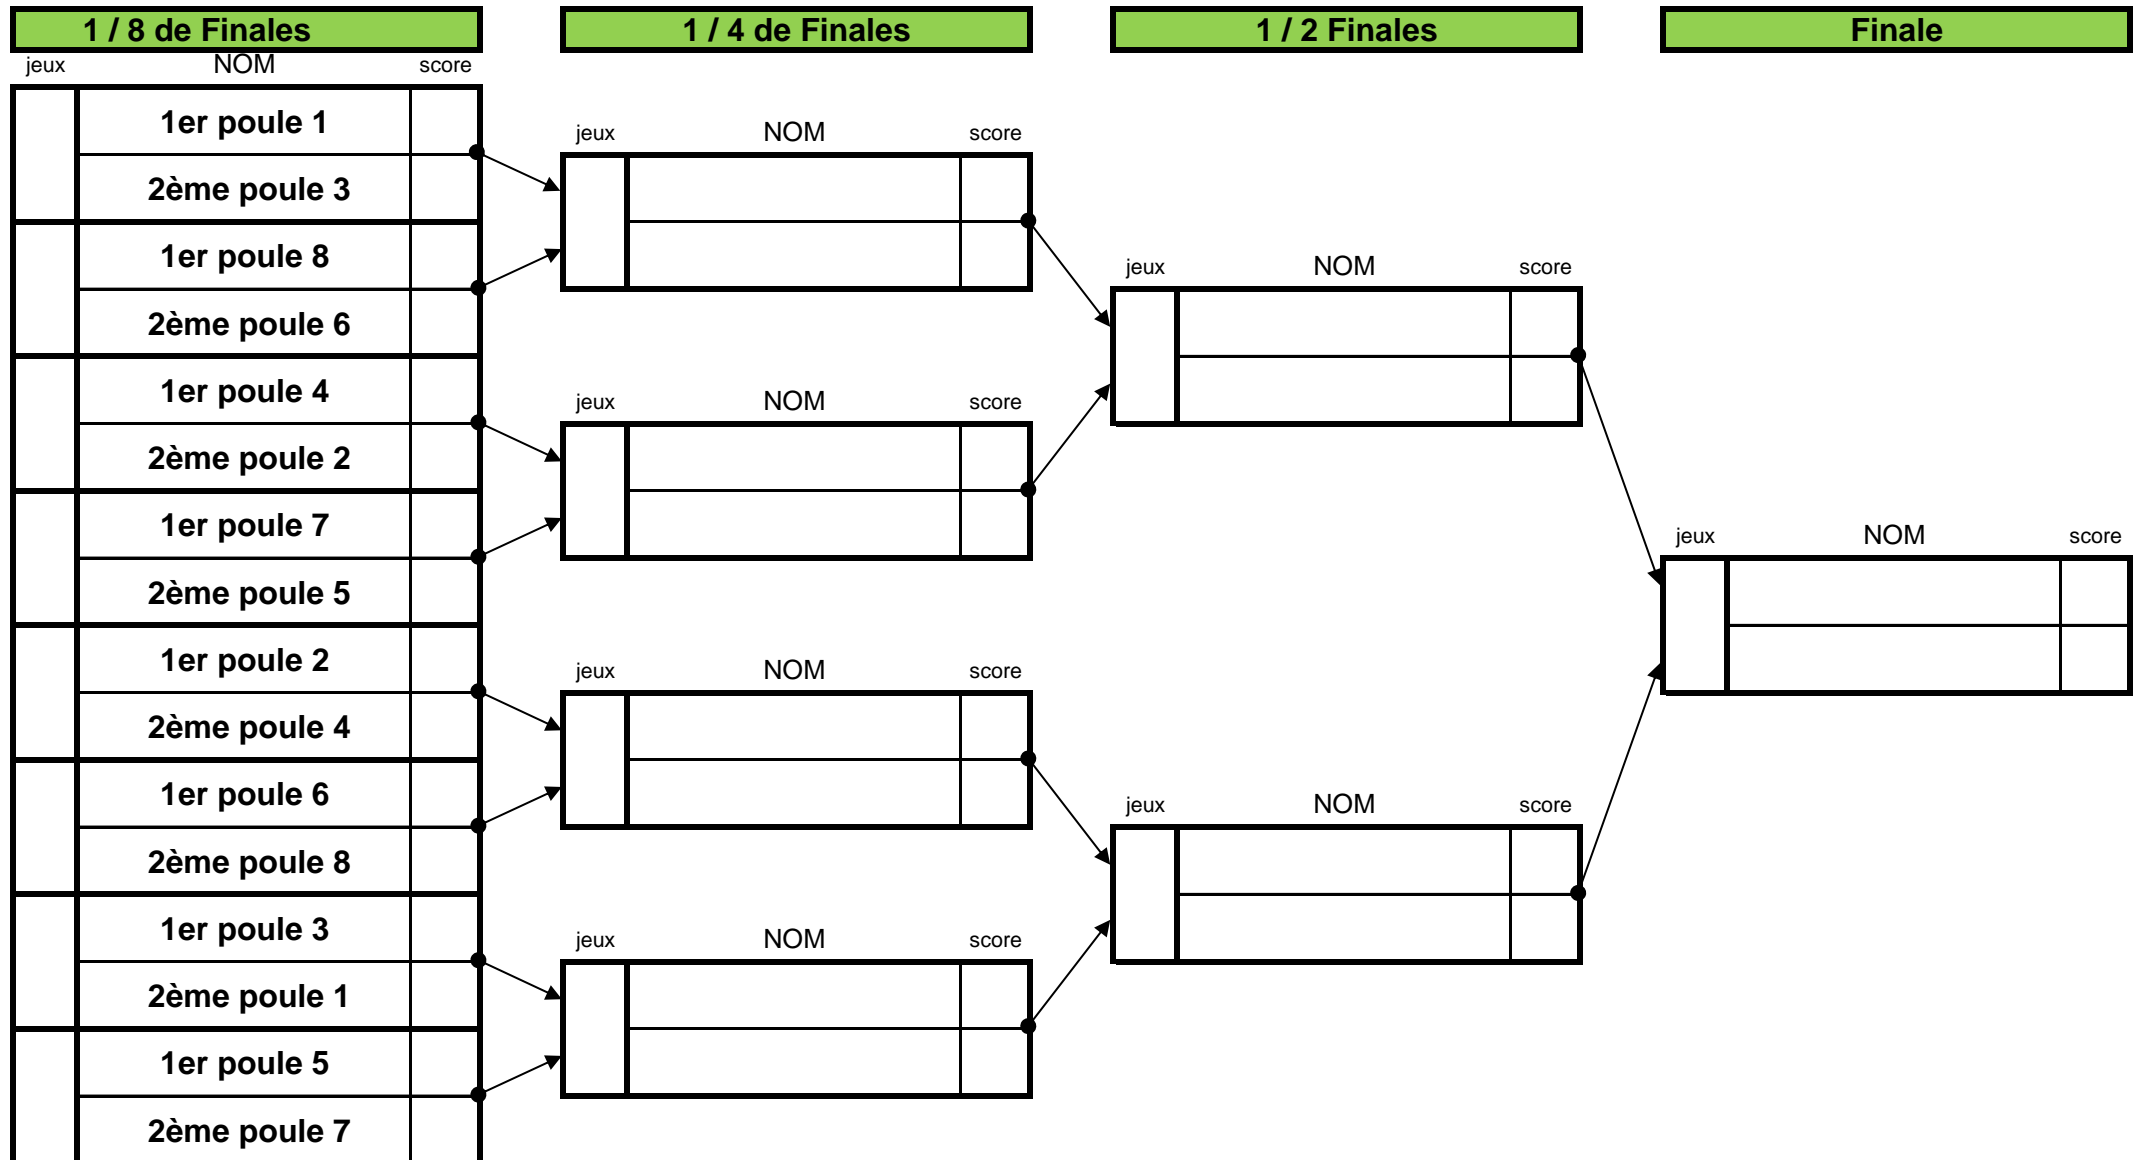 1 / 8 de Finales
1 / 4 de Finales
1 / 2 Finales
Finale
jeux NOM score
1er poule 1
2ème poule 3
1er poule 8
2ème poule 6
1er poule 4
2ème poule 2
1er poule 7
2ème poule 5
1er poule 2
2ème poule 4
1er poule 6
2ème poule 8
1er poule 3
2ème poule 1
1er poule 5
2ème poule 7
jeux NOM score
jeux NOM score
jeux NOM score
jeux NOM score
jeux NOM score
jeux NOM score
jeux NOM score